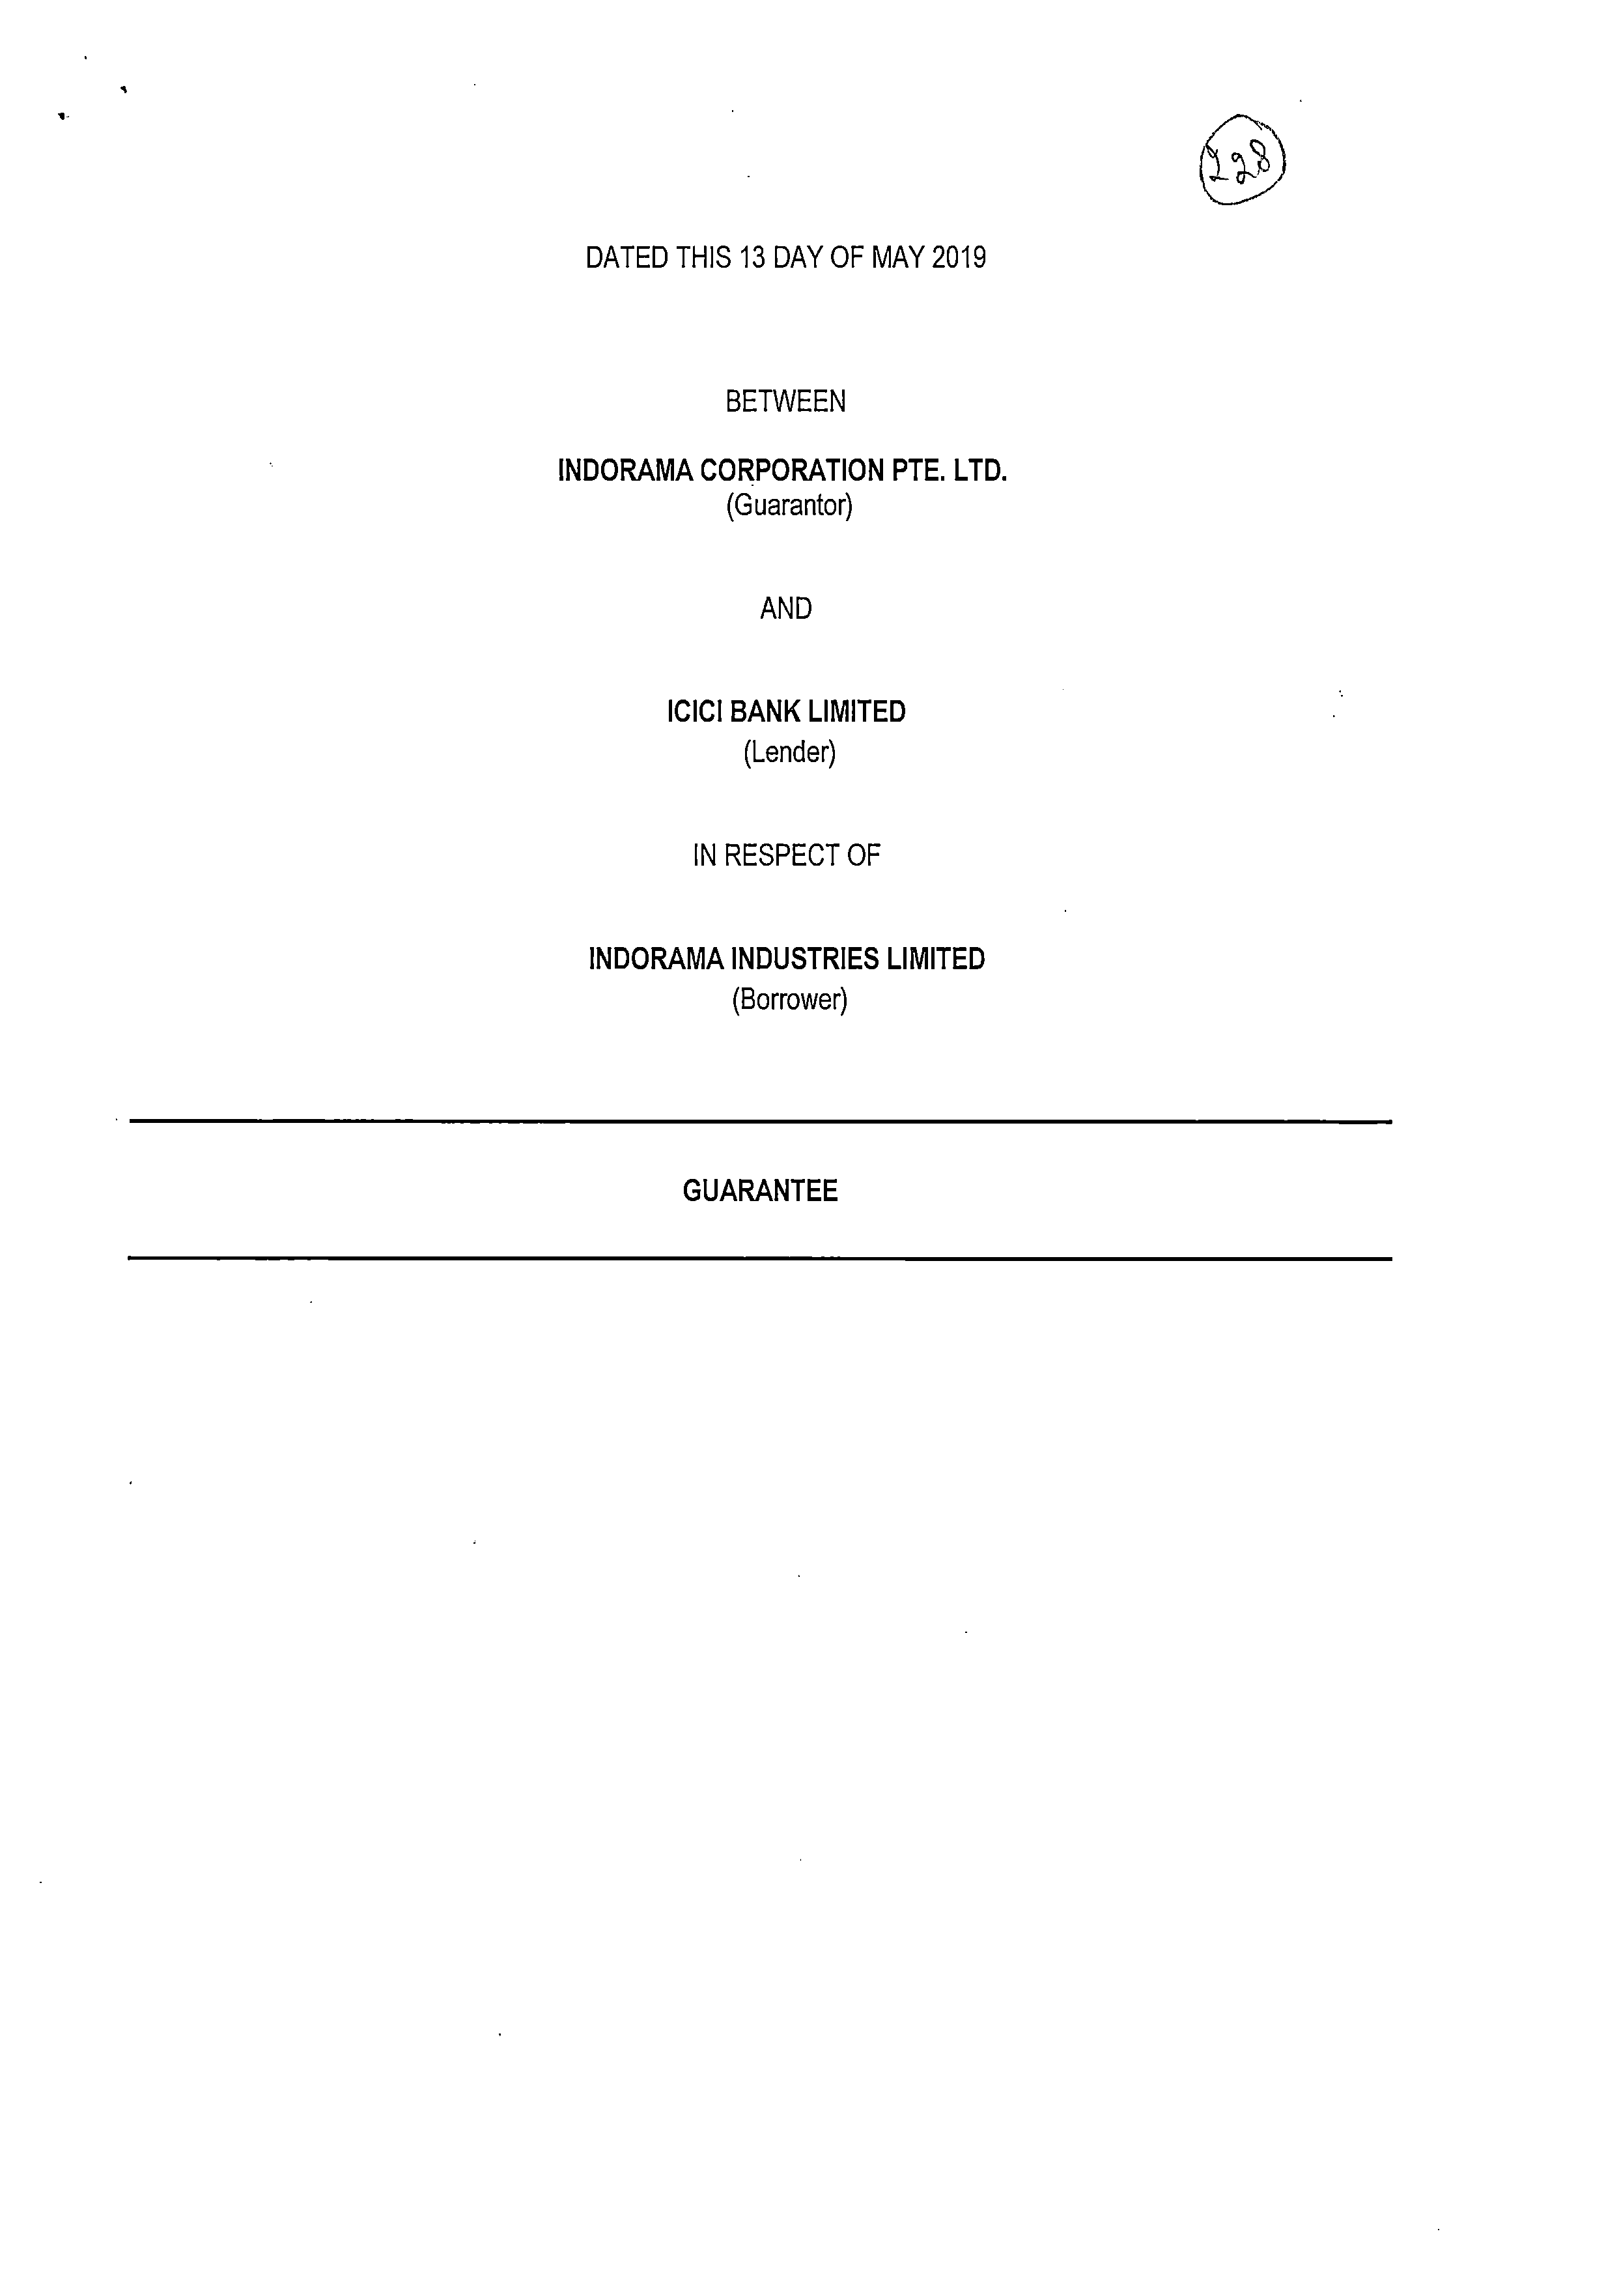 228
DATED THIS 13 DAY OF MAY 2019
BETWEEN
INDORAMA CORPORATION PTE. LTD.
(Guarantor)
AND
ICICI BANK LIMITED
(Lender)
IN RESPECT OF
INDORAMA INDUSTRIES LIMITED
(Borrower)
GUARANTEE